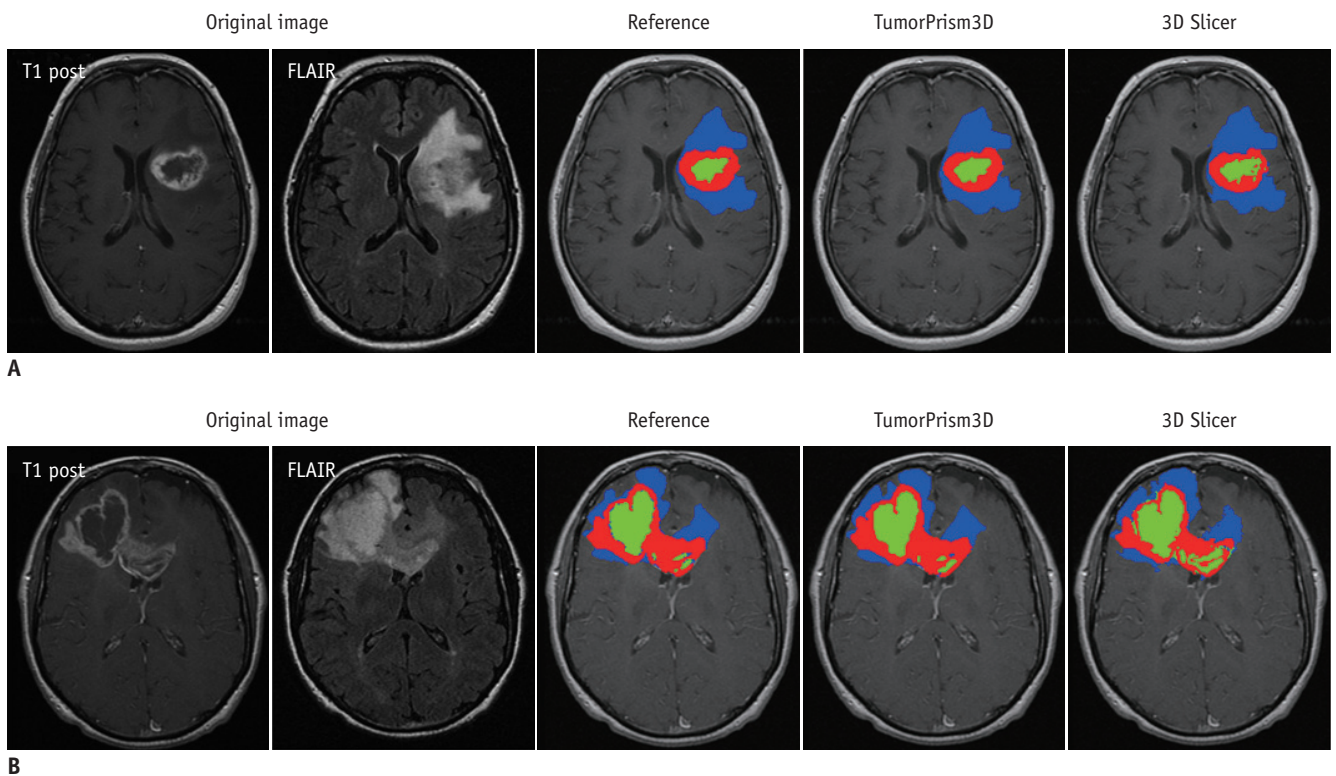 Original image Reference TumorPrism3D 3D Slicer
T1 post FLAIR
A
Original image Reference TumorPrism3D 3D Slicer
T1 post FLAIR
B